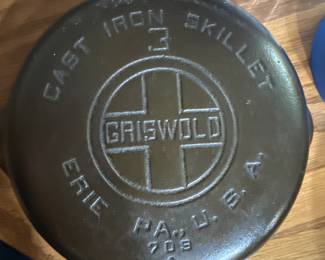 CAST IRON SKILLET
3
GRISWOLD
ERIE PA., U. S. A.
709